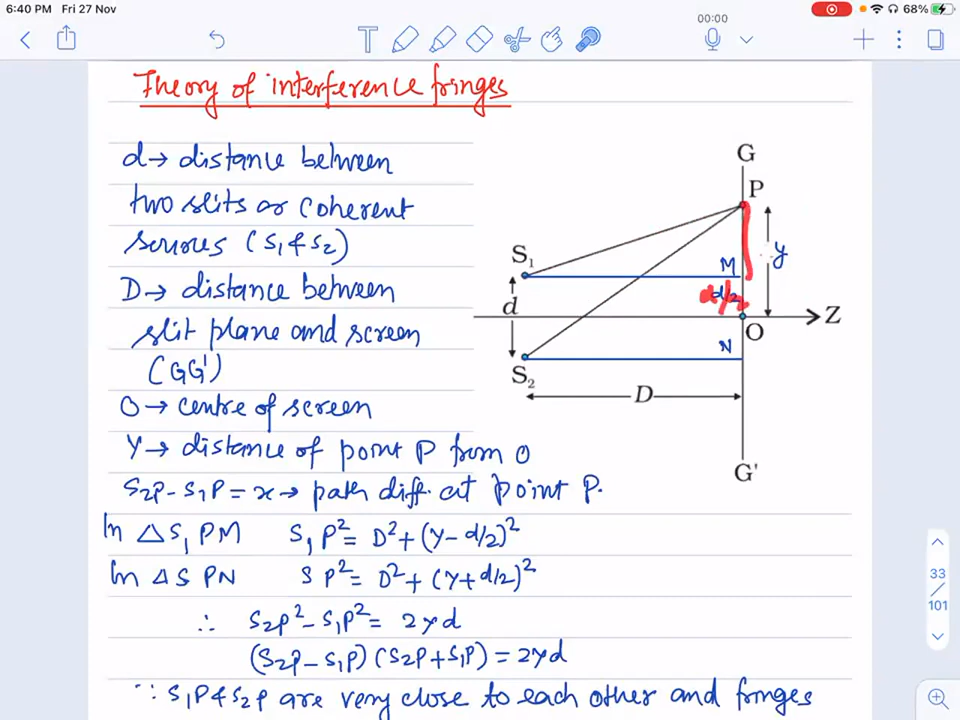 6:40 PM Fri 27 Nov
68%
00:00
Theory of interference fringes
d→ distance between
two slits or coherent
sources (S1 & S2)
D→ distance between
slit plane and screen
(GG')
O→ centre of screen
Y→ distance of point P from O
S2P - S1P = x → path diff. at point P.
In △S1PM S1P² = D² + (Y - d/2)²
In △S PN S P² = D² + (Y + d/2)²
∴ S2P² - S1P² = 2yd
(S2P - S1P) (S2P + S1P) = 2yd
∵ S1P & S2P are very close to each other and fringes
G
P
S1
M
y
d
d/2
O
Z
N
S2
D
G'
33
/
101